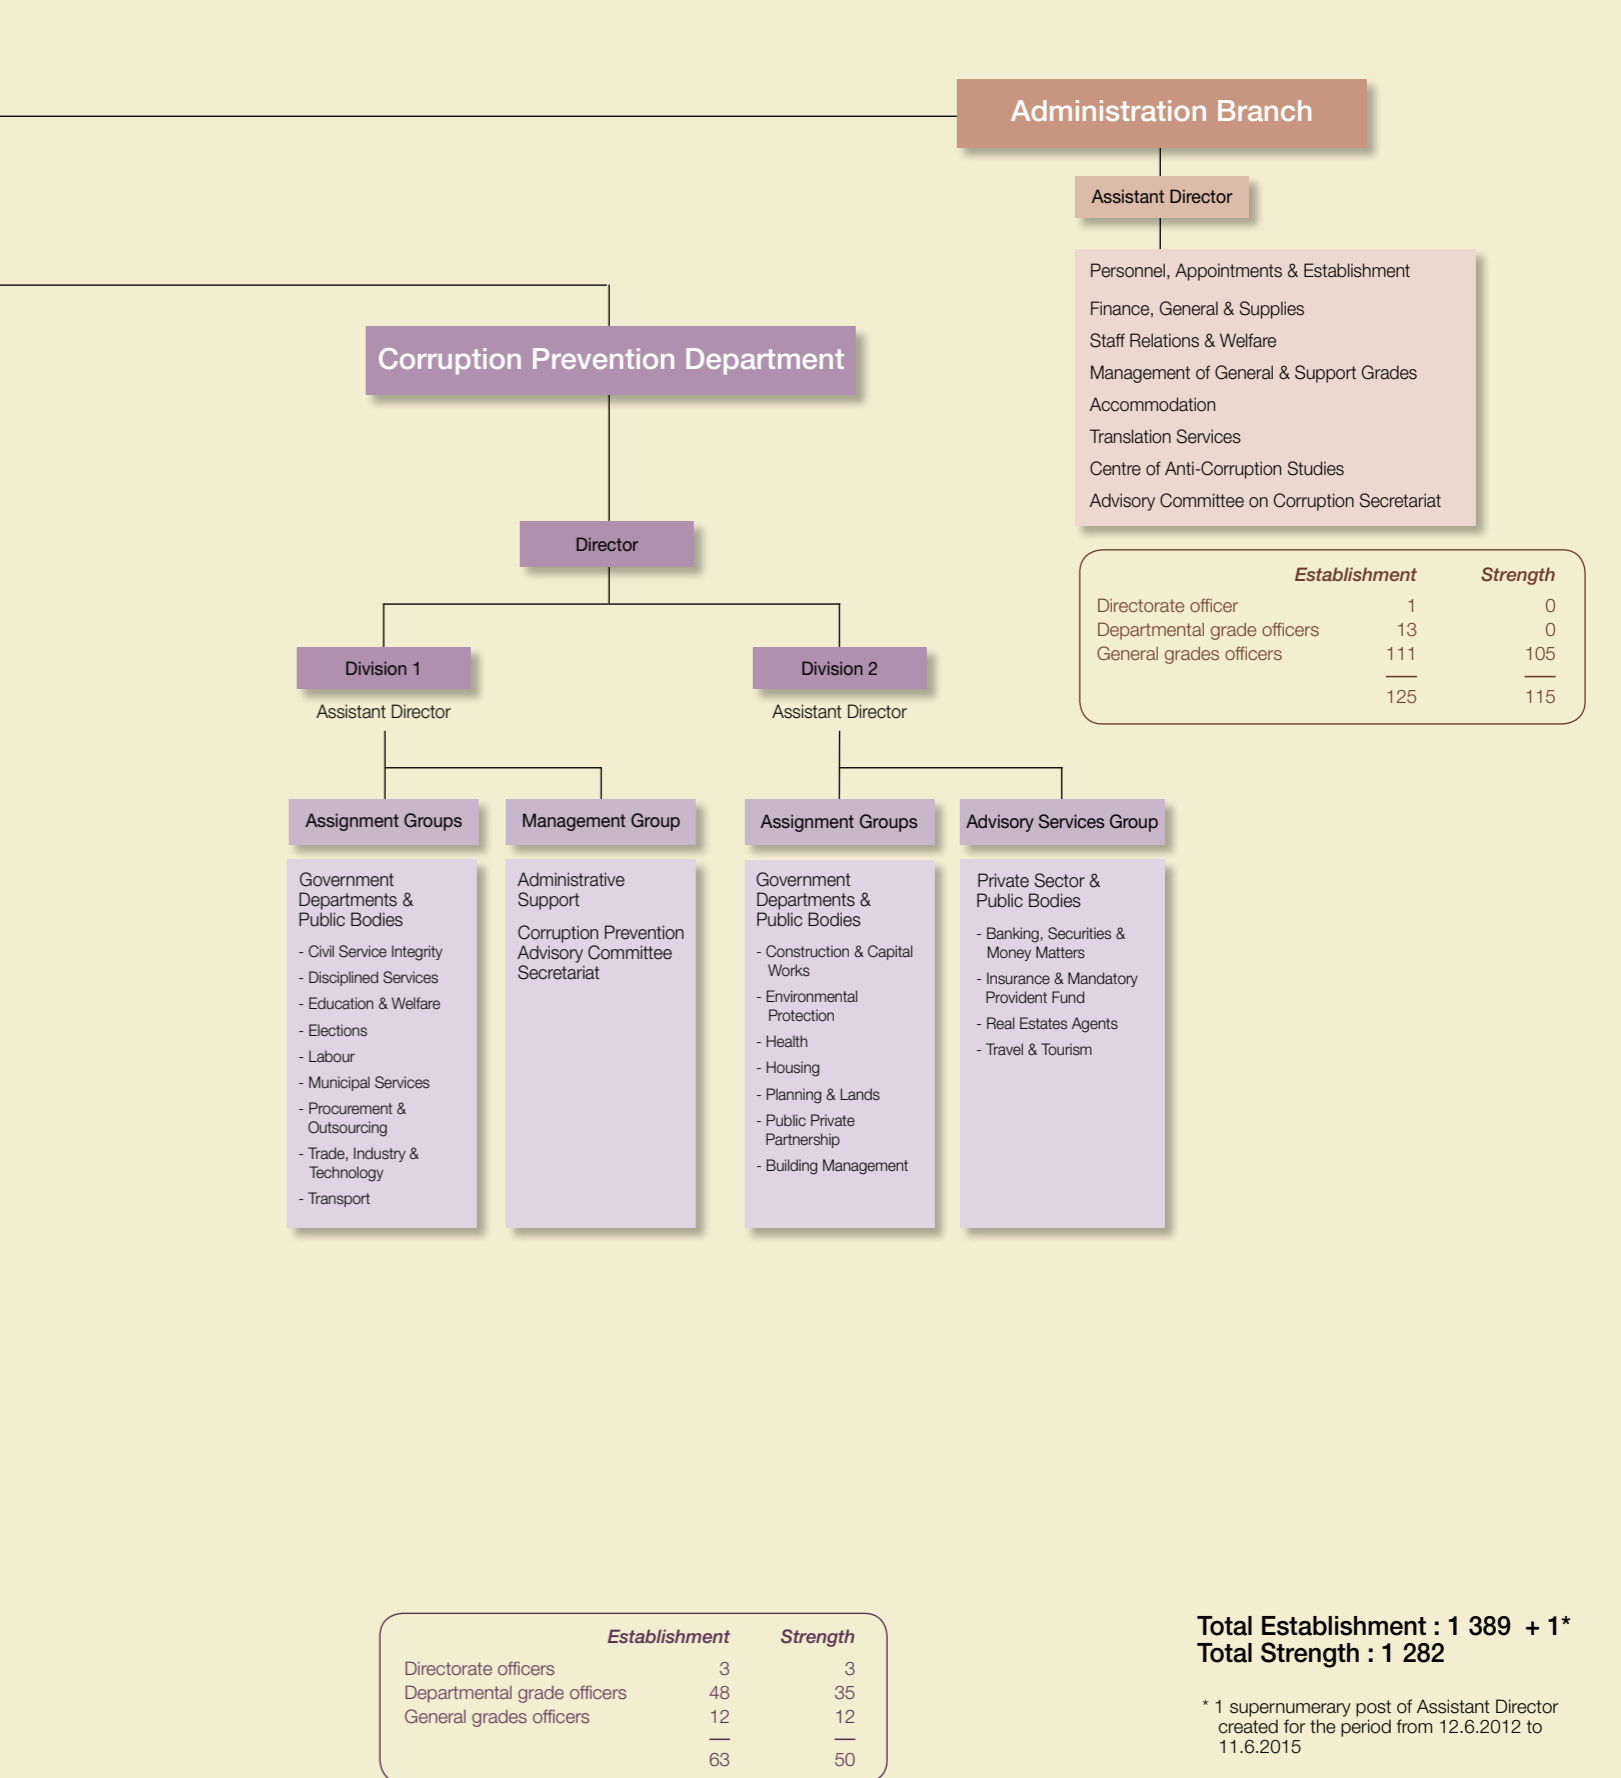 Administration Branch
Assistant Director
Personnel, Appointments & Establishment
Finance, General & Supplies
Staff Relations & Welfare
Management of General & Support Grades
Accommodation
Translation Services
Centre of Anti-Corruption Studies
Advisory Committee on Corruption Secretariat
Establishment Strength
Directorate officer 1 0
Departmental grade officers 13 0
General grades officers 111 105
125 115
Corruption Prevention Department
Director
Division 1
Assistant Director
Assignment Groups
Government
Departments &
Public Bodies
- Civil Service Integrity
- Disciplined Services
- Education & Welfare
- Elections
- Labour
- Municipal Services
- Procurement &
Outsourcing
- Trade, Industry &
Technology
- Transport
Management Group
Administrative
Support
Corruption Prevention
Advisory Committee
Secretariat
Division 2
Assistant Director
Assignment Groups
Government
Departments &
Public Bodies
- Construction & Capital
Works
- Environmental
Protection
- Health
- Housing
- Planning & Lands
- Public Private
Partnership
- Building Management
Advisory Services Group
Private Sector &
Public Bodies
- Banking, Securities &
Money Matters
- Insurance & Mandatory
Provident Fund
- Real Estates Agents
- Travel & Tourism
Establishment Strength
Directorate officers 3 3
Departmental grade officers 48 35
General grades officers 12 12
63 50
Total Establishment : 1 389 + 1*
Total Strength : 1 282
* 1 supernumerary post of Assistant Director
created for the period from 12.6.2012 to
11.6.2015